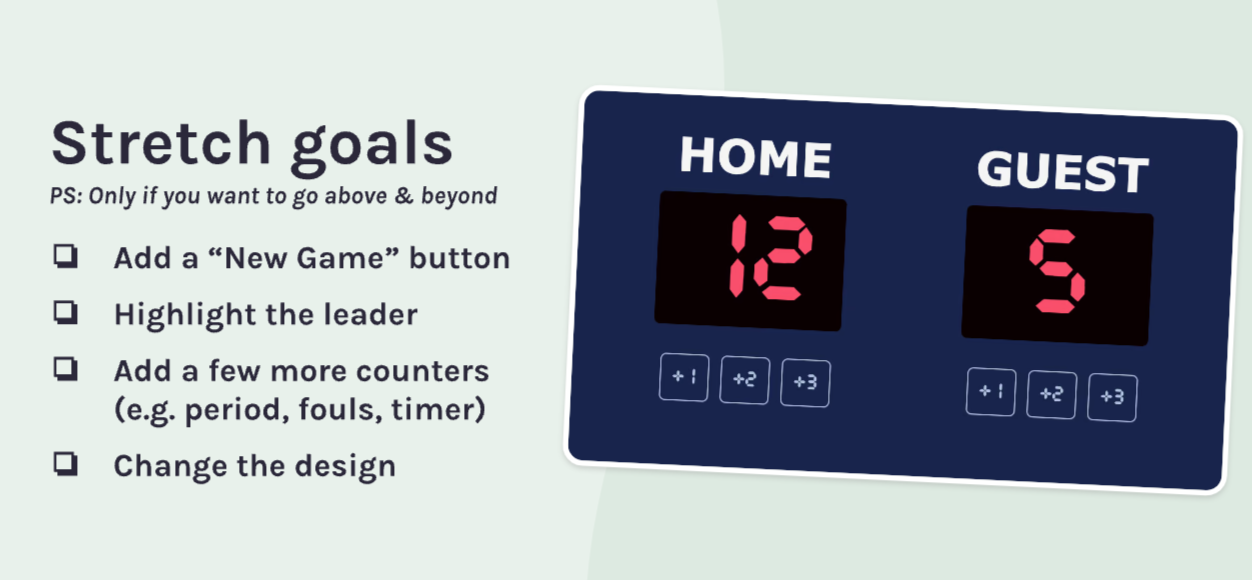 Stretch goals
PS: Only if you want to go above & beyond
Add a “New Game” button
Highlight the leader
Add a few more counters
(e.g. period, fouls, timer)
Change the design
HOME
12
+1 +2 +3
GUEST
5
+1 +2 +3